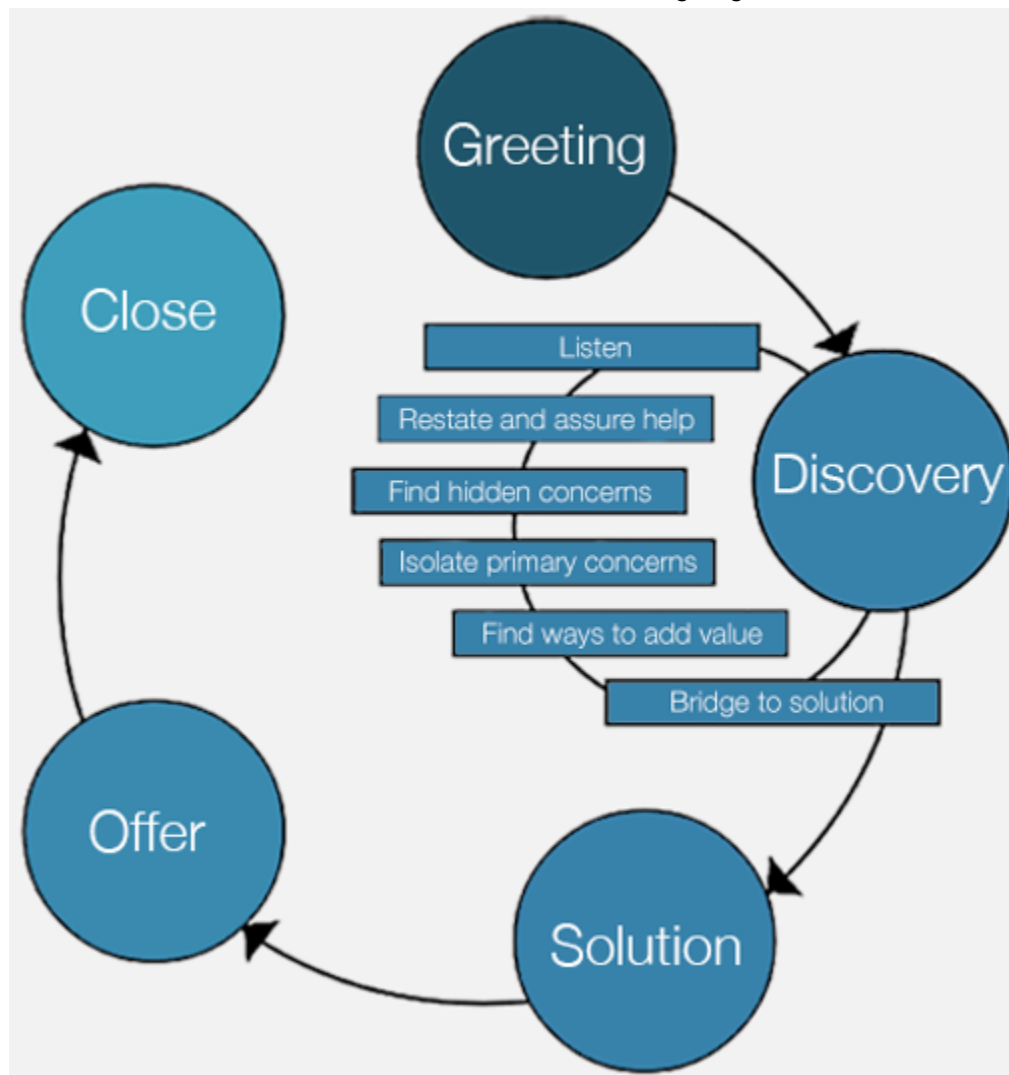 Greeting
Discovery
Listen
Restate and assure help
Find hidden concerns
Isolate primary concerns
Find ways to add value
Bridge to solution
Solution
Offer
Close